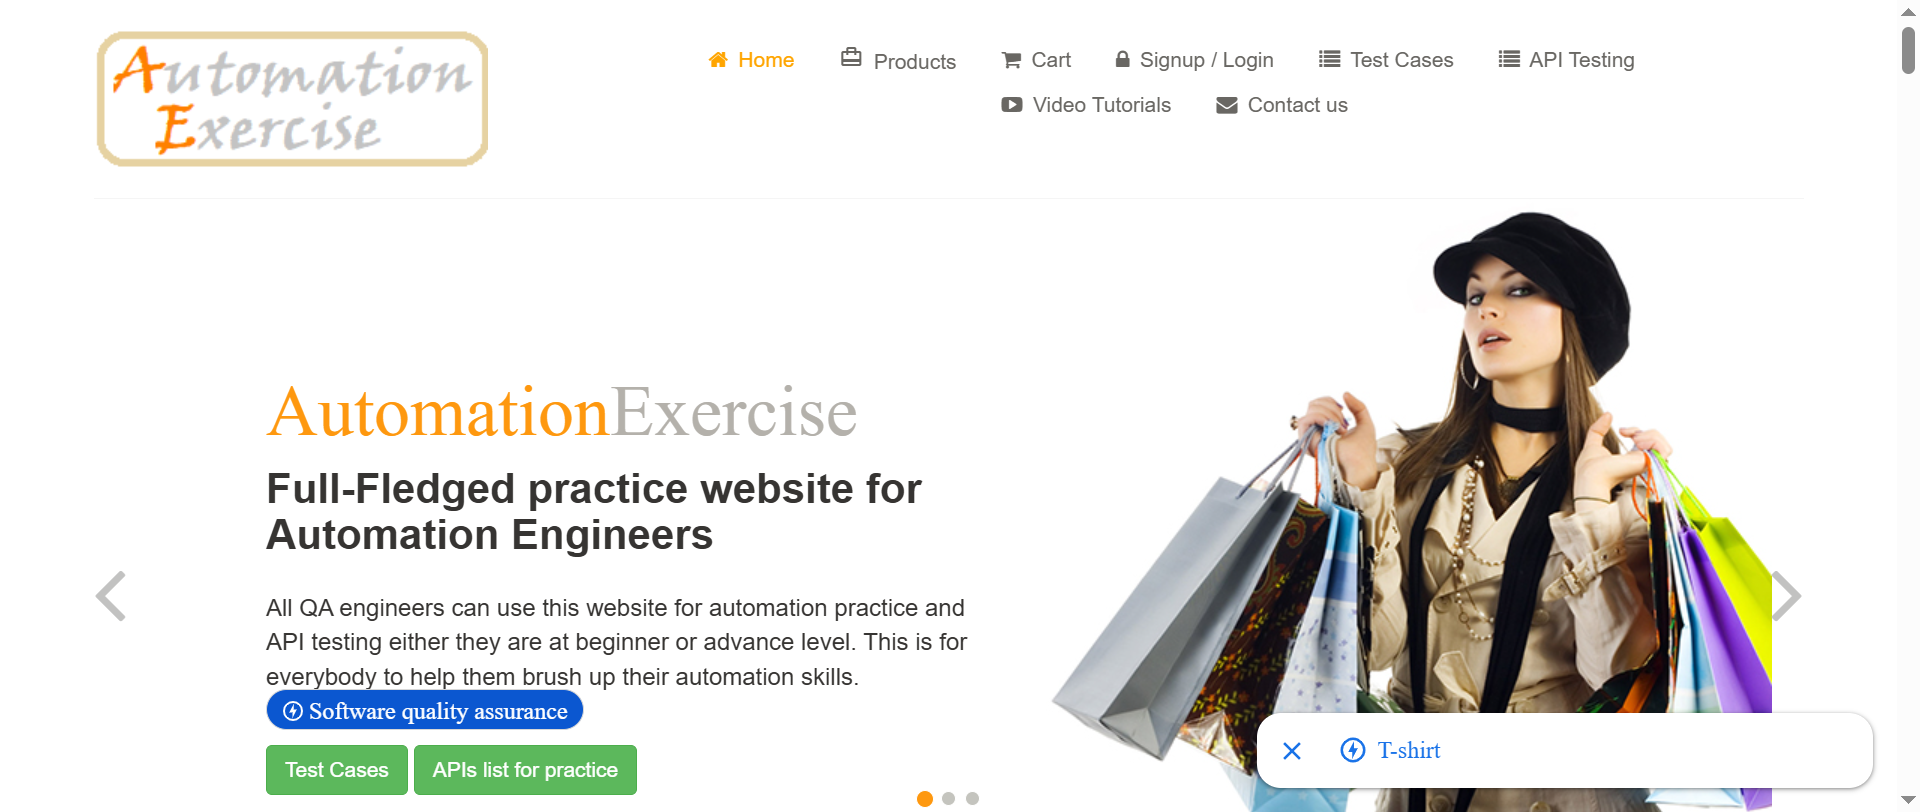 Automation
Exercise
Home
Products
Cart
Signup / Login
Test Cases
API Testing
Video Tutorials
Contact us
AutomationExercise
Full-Fledged practice website for
Automation Engineers
All QA engineers can use this website for automation practice and
API testing either they are at beginner or advance level. This is for
everybody to help them brush up their automation skills.
Software quality assurance
Test Cases
APIs list for practice
T-shirt